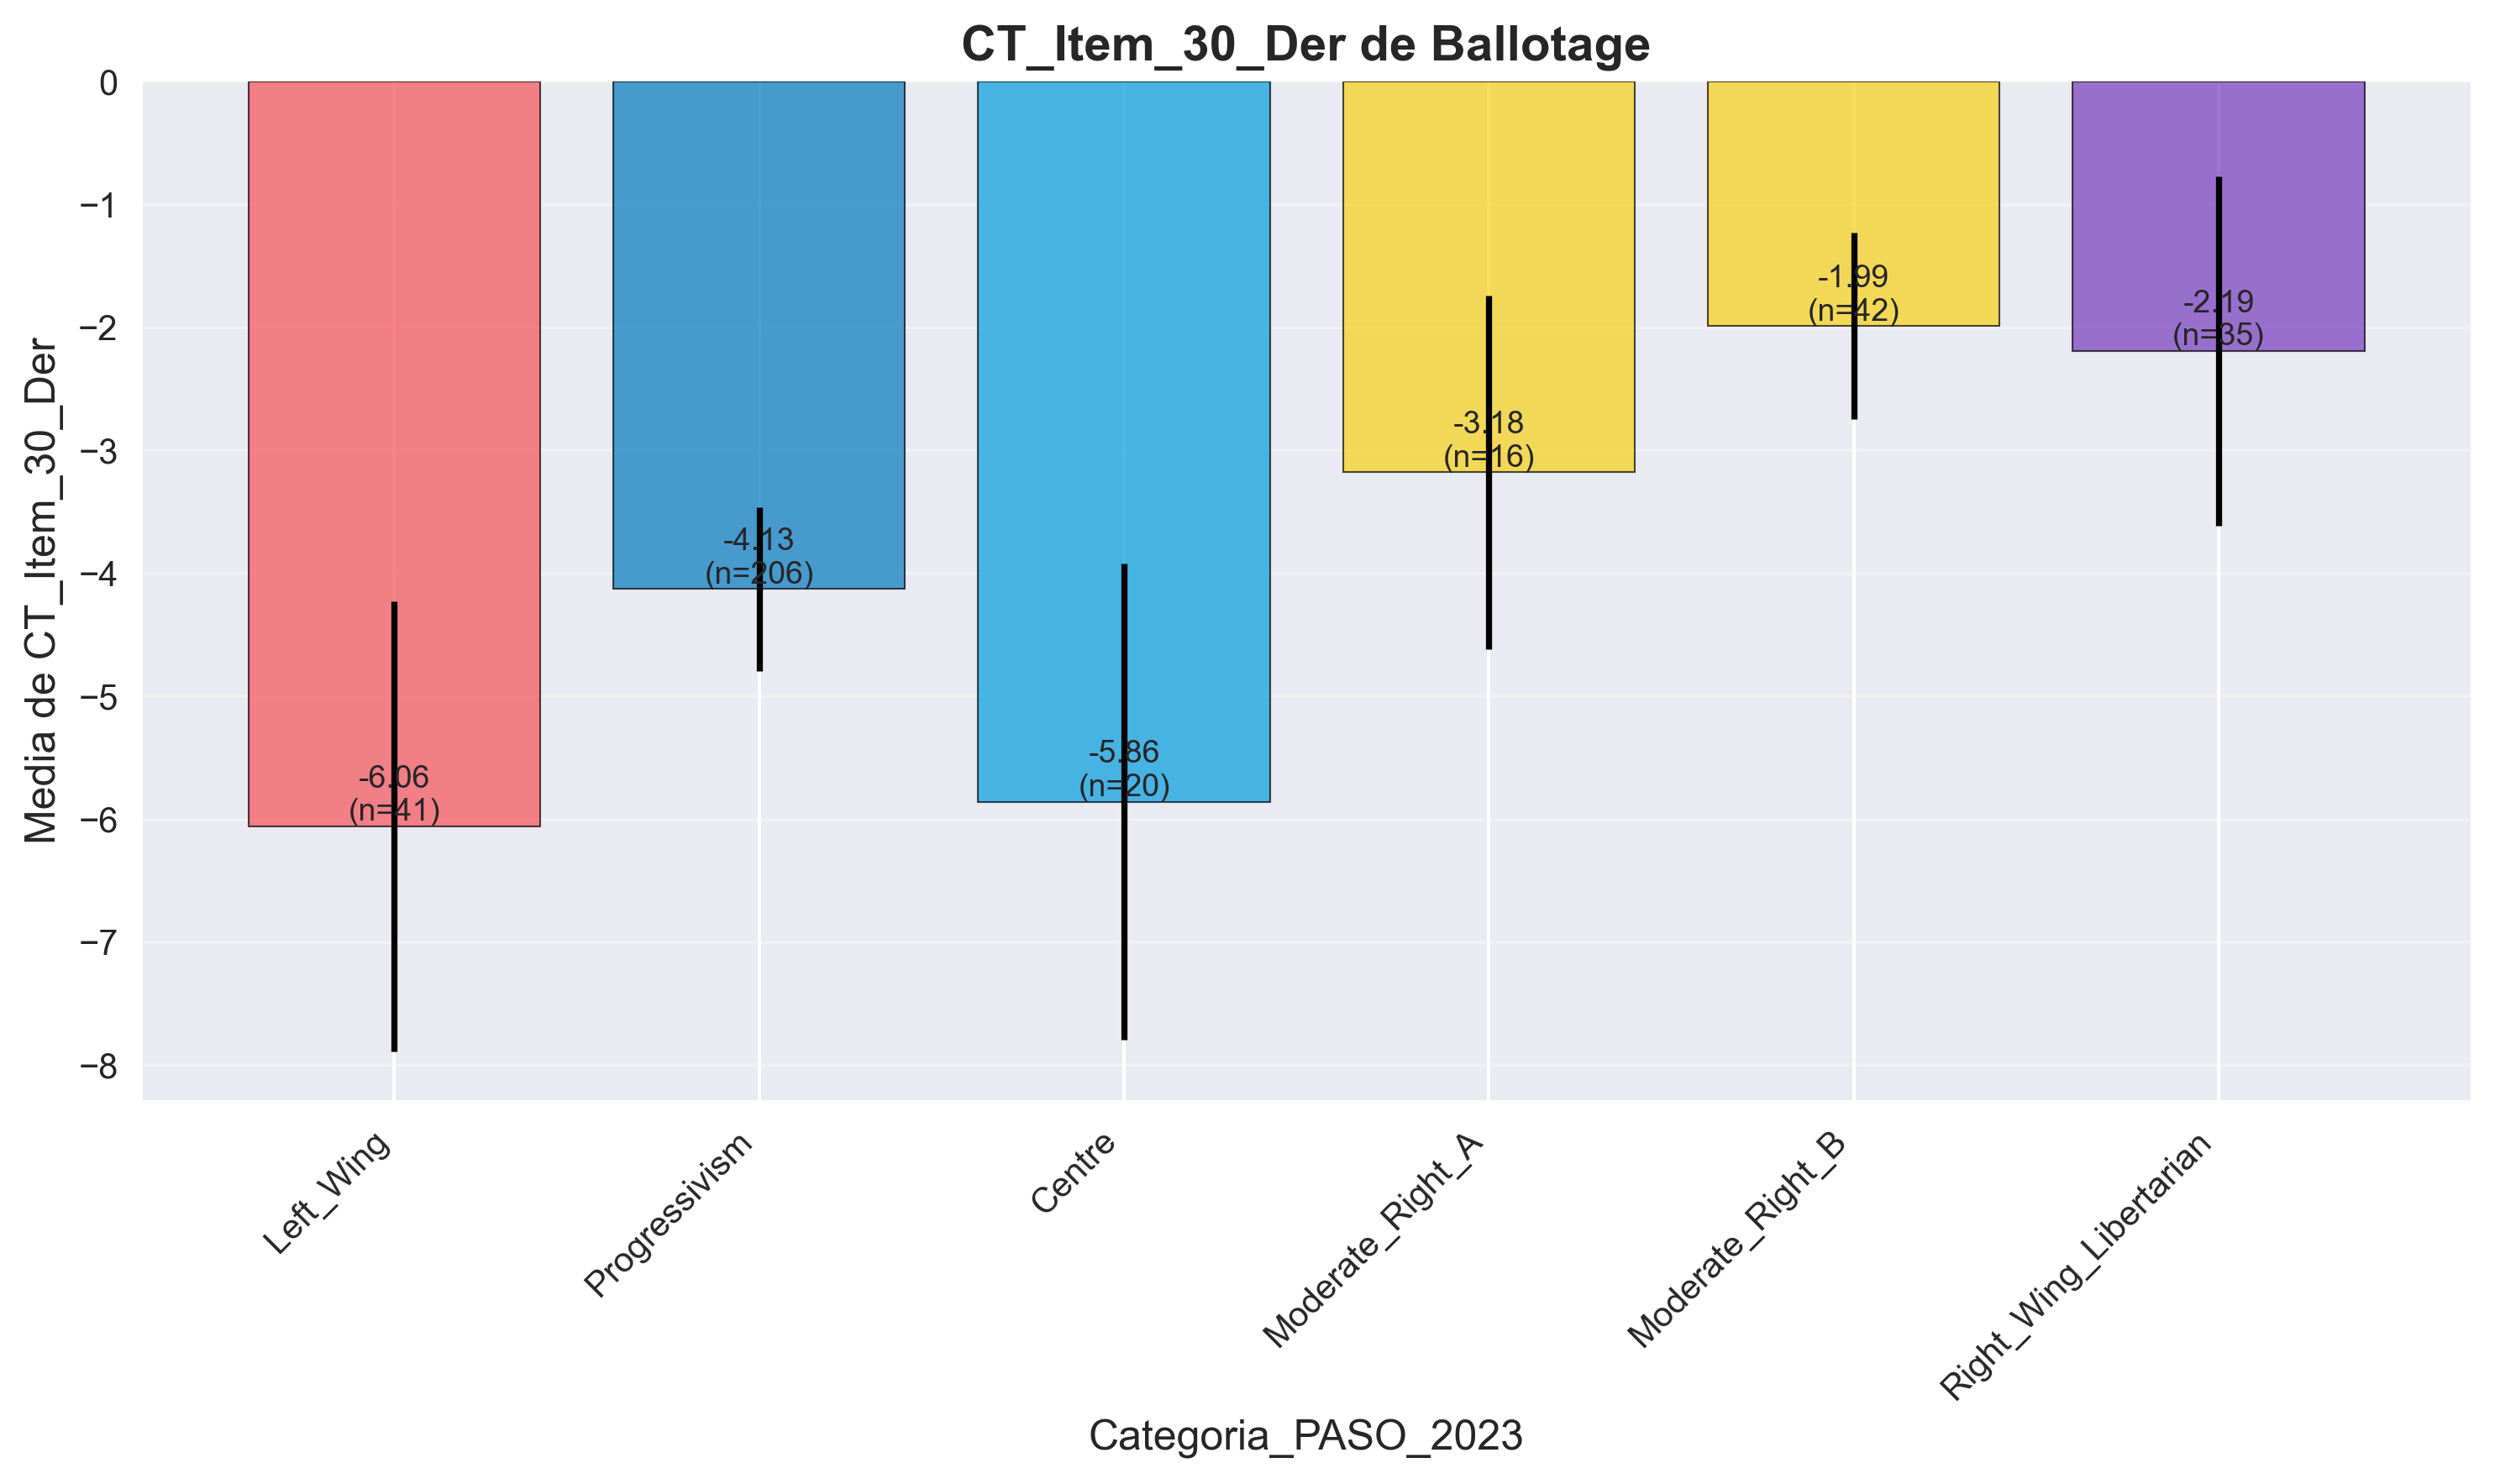 CT_Item_30_Der de Ballotage
Media de CT_Item_30_Der
0
−1
−2
−3
−4
−5
−6
−7
−8
-6.06
(n=41)
-4.13
(n=206)
-5.86
(n=20)
-3.18
(n=16)
-1.99
(n=42)
-2.19
(n=35)
Left_Wing
Progressivism
Centre
Moderate_Right_A
Moderate_Right_B
Right_Wing_Libertarian
Categoria_PASO_2023